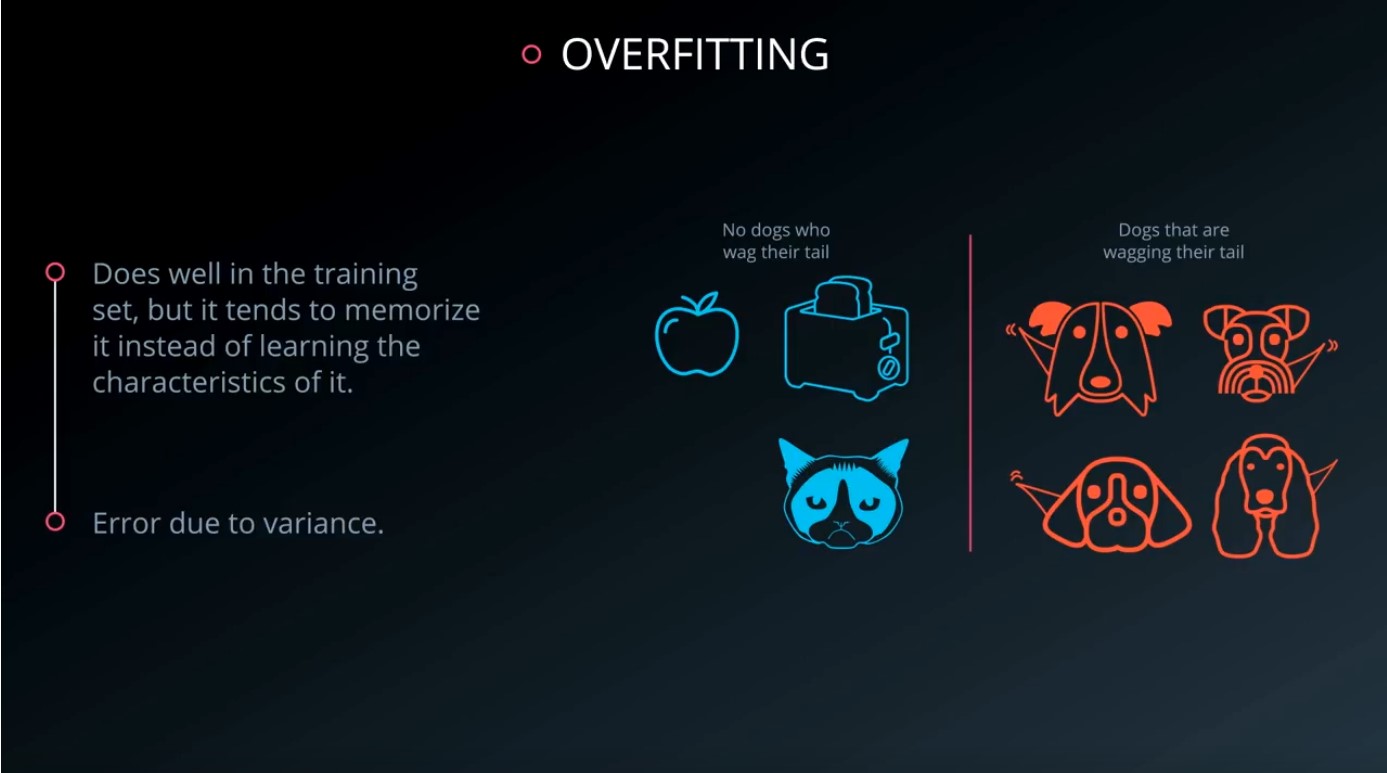 OVERFITTING
Does well in the training
set, but it tends to memorize
it instead of learning the
characteristics of it.
Error due to variance.
No dogs who
wag their tail
Dogs that are
wagging their tail